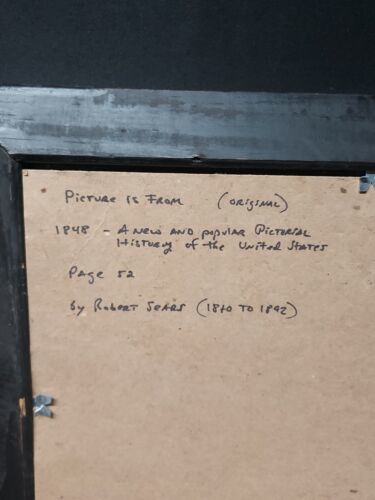 Picture is From (original)
1848 - A new and popular Pictorial
History of the United States
Page 52
by Robert Sears (1810 to 1892)